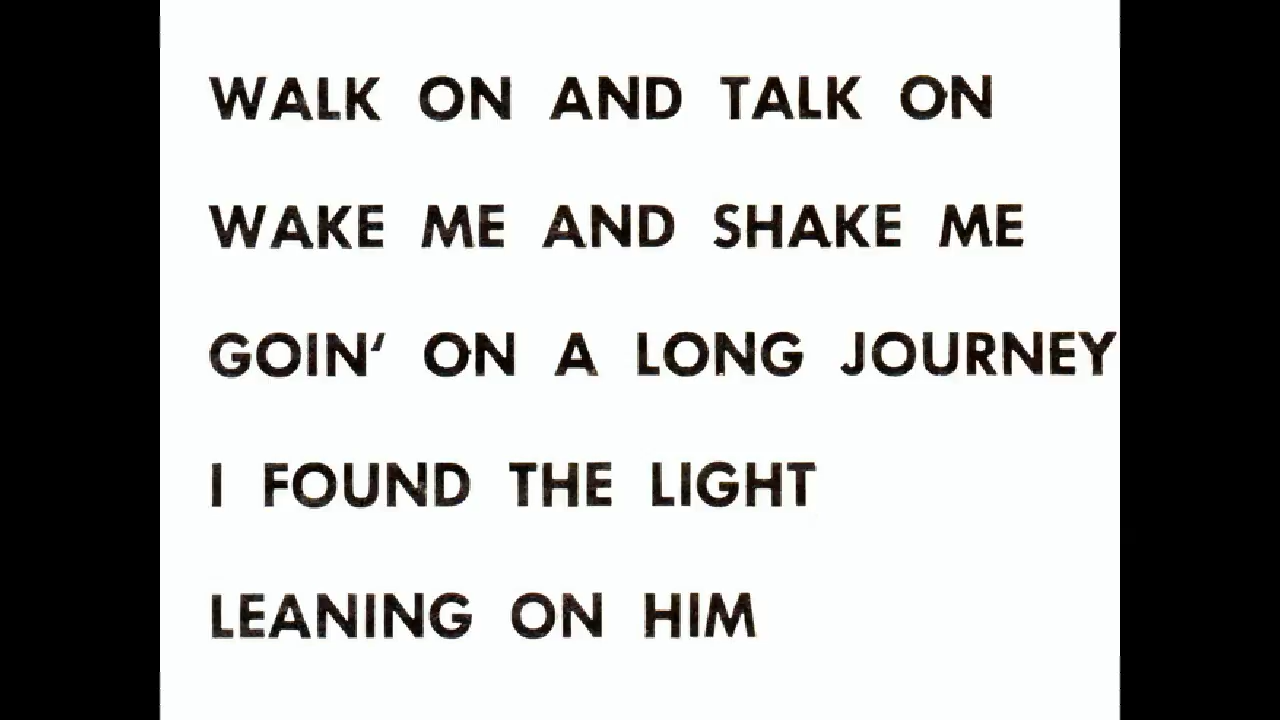 WALK ON AND TALK ON
WAKE ME AND SHAKE ME
GOIN' ON A LONG JOURNEY
I FOUND THE LIGHT
LEANING ON HIM